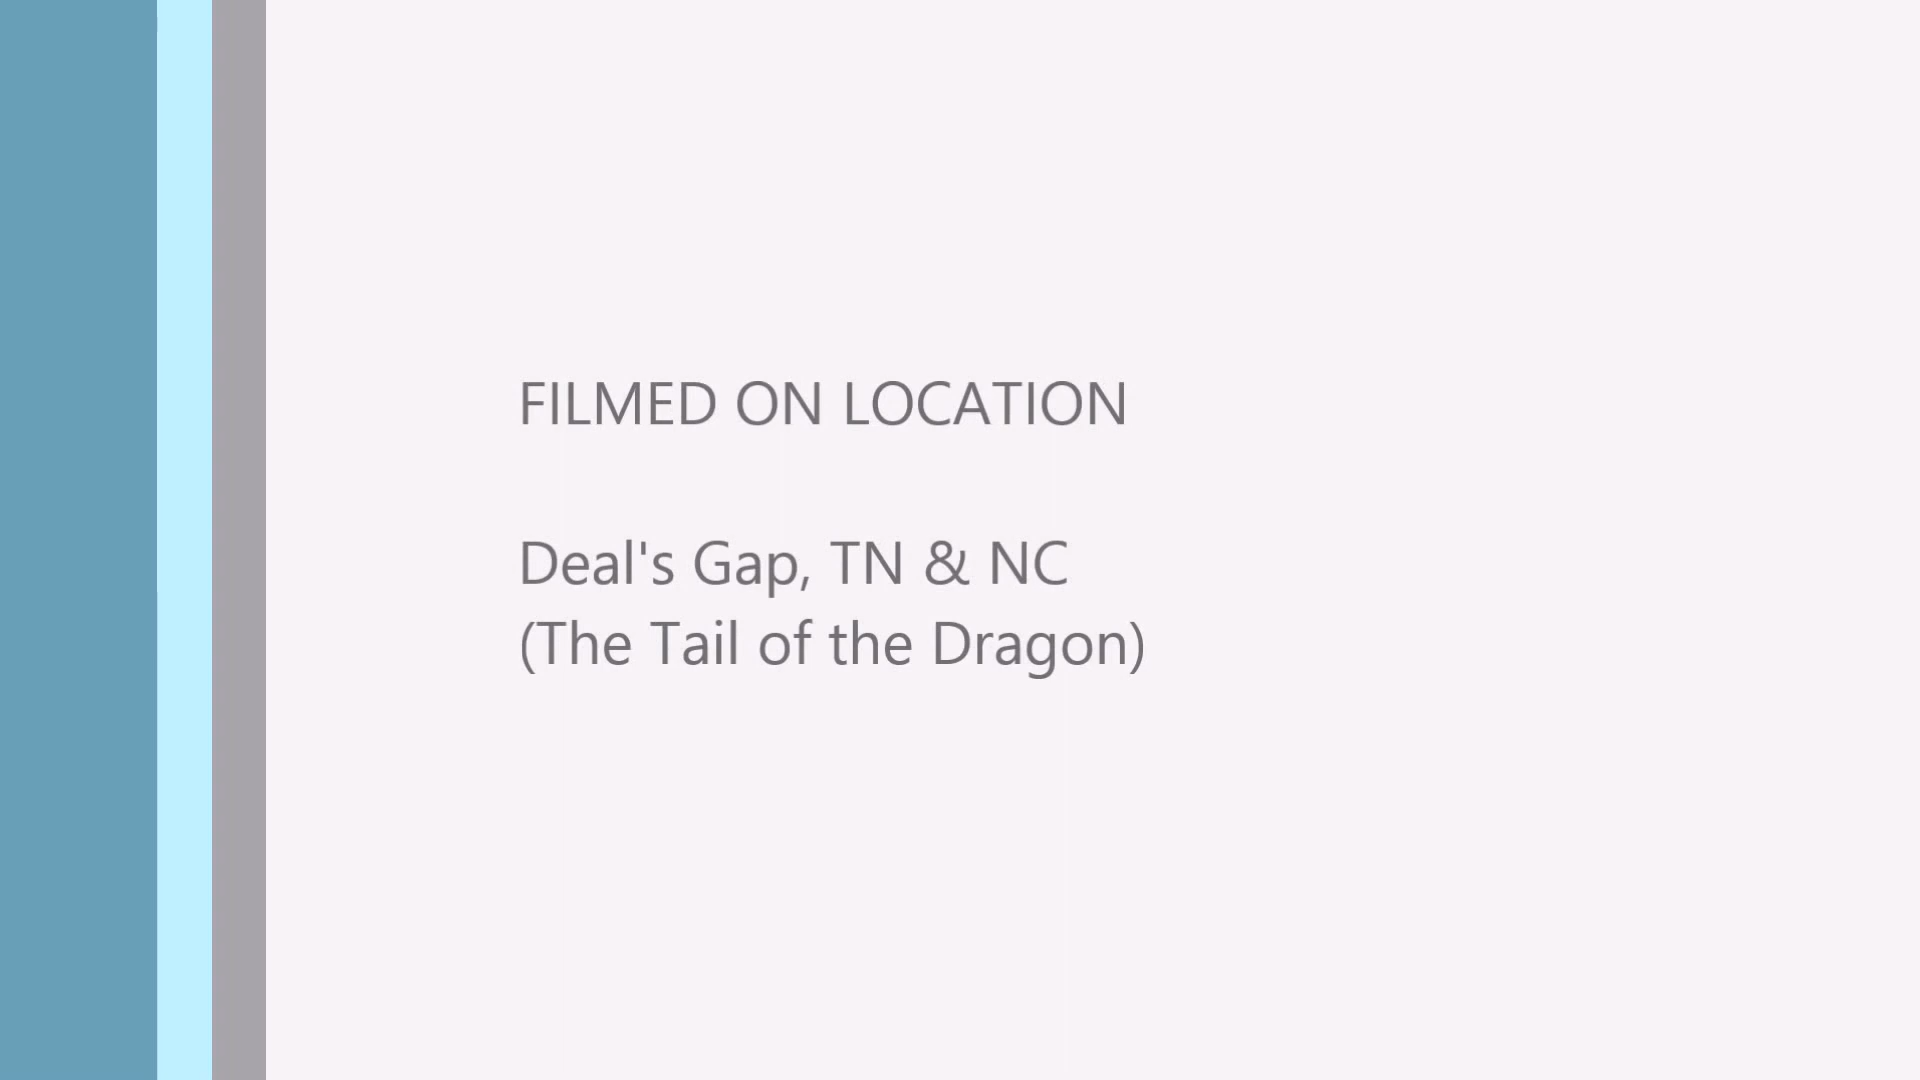 FILMED ON LOCATION
Deal's Gap, TN & NC
(The Tail of the Dragon)